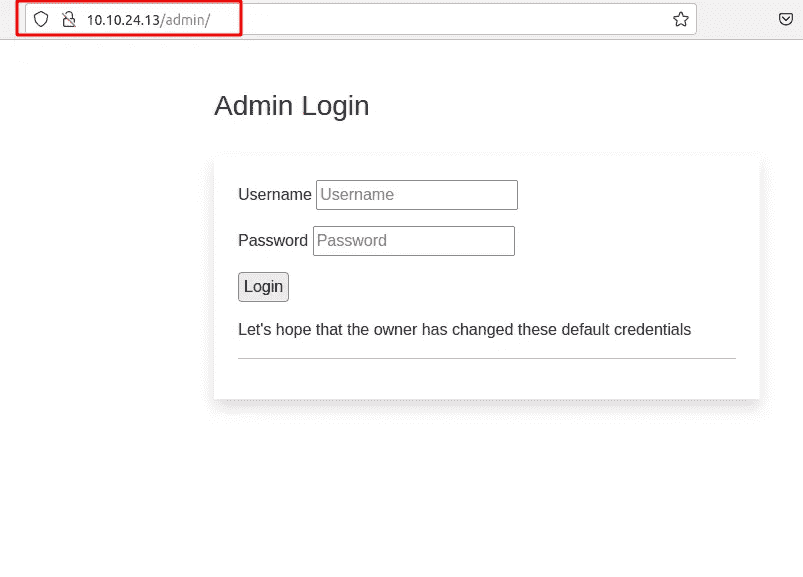 10.10.24.13/admin/
Admin Login
Username Username
Password Password
Login
Let's hope that the owner has changed these default credentials